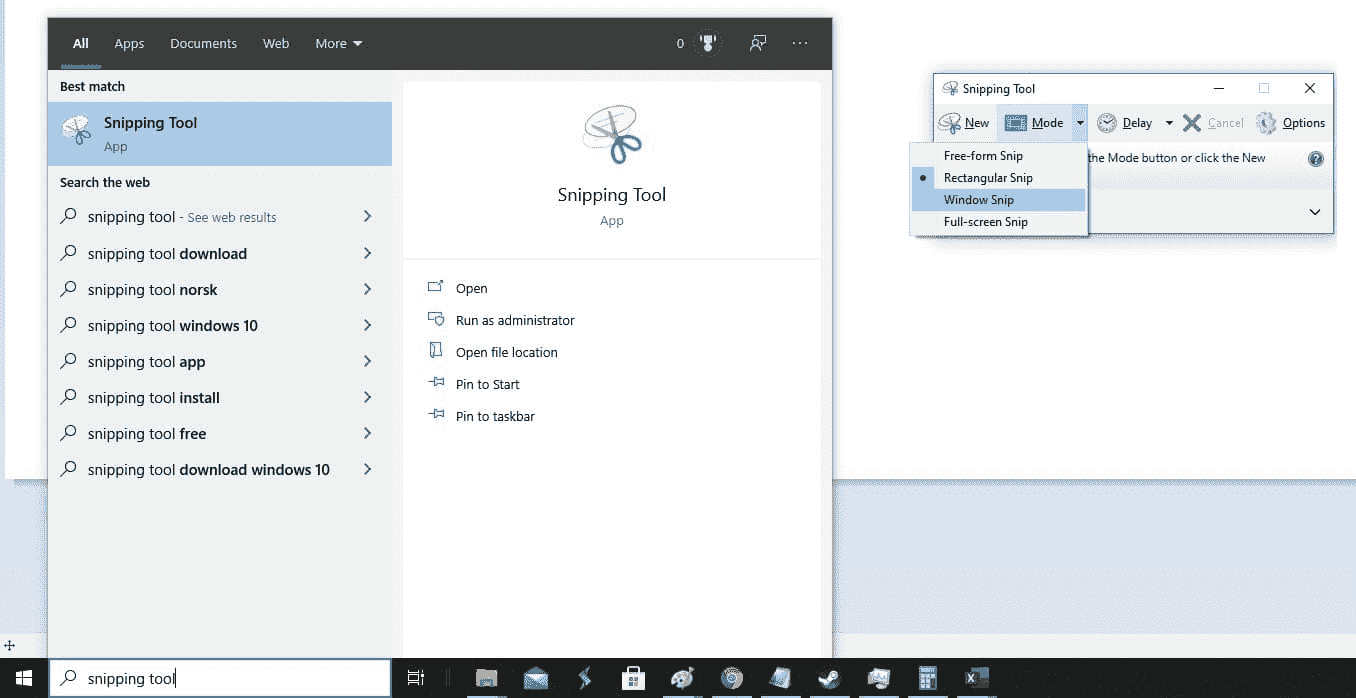 All Apps Documents Web More 0 ...
Best match
Snipping Tool
App
Search the web
snipping tool - See web results
snipping tool download
snipping tool norsk
snipping tool windows 10
snipping tool app
snipping tool install
snipping tool free
snipping tool download windows 10
Snipping Tool
App
Open
Run as administrator
Open file location
Pin to Start
Pin to taskbar
Snipping Tool
New Mode Delay Cancel Options
the Mode button or click the New
Free-form Snip
Rectangular Snip
Window Snip
Full-screen Snip
snipping tool